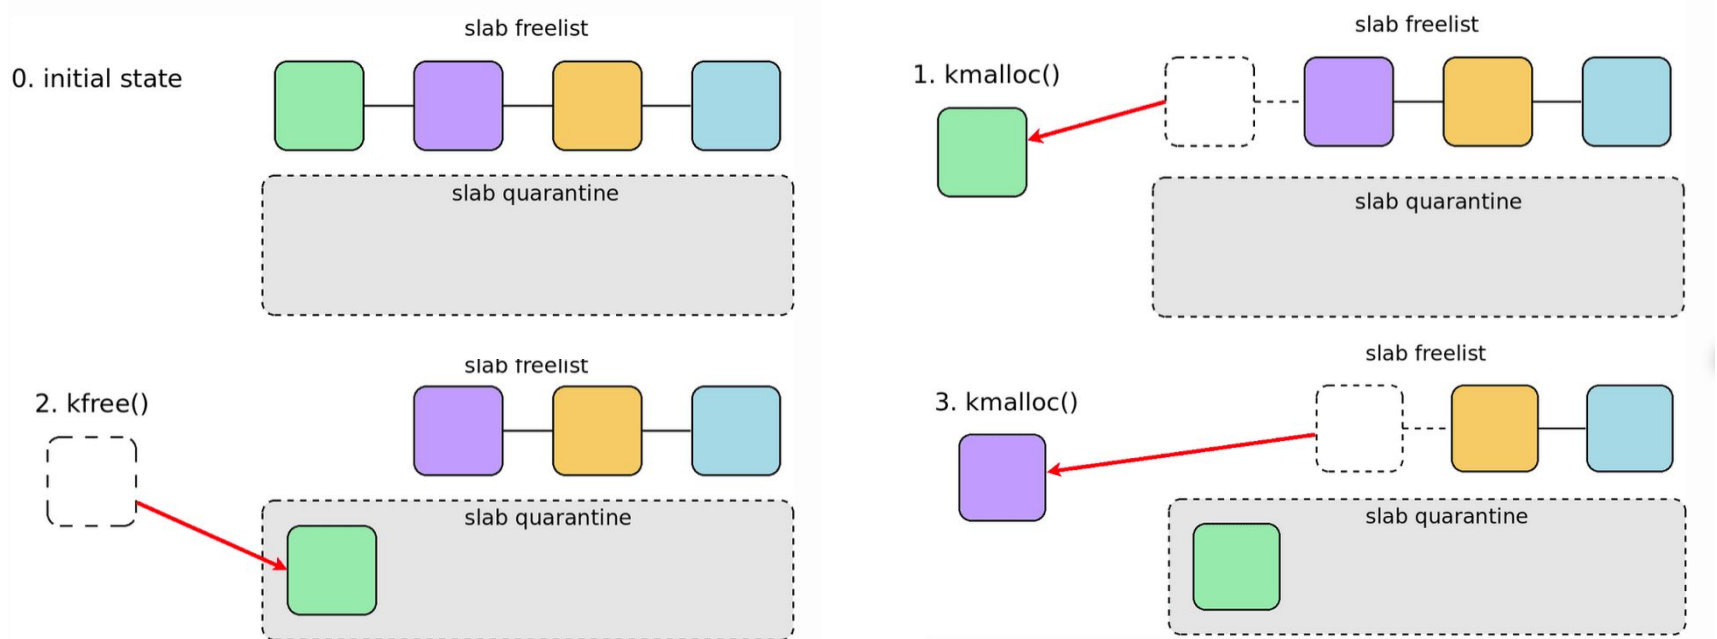 slab freelist
0. initial state
slab quarantine
slab freelist
1. kmalloc()
slab quarantine
slab freelist
2. kfree()
slab quarantine
slab freelist
3. kmalloc()
slab quarantine